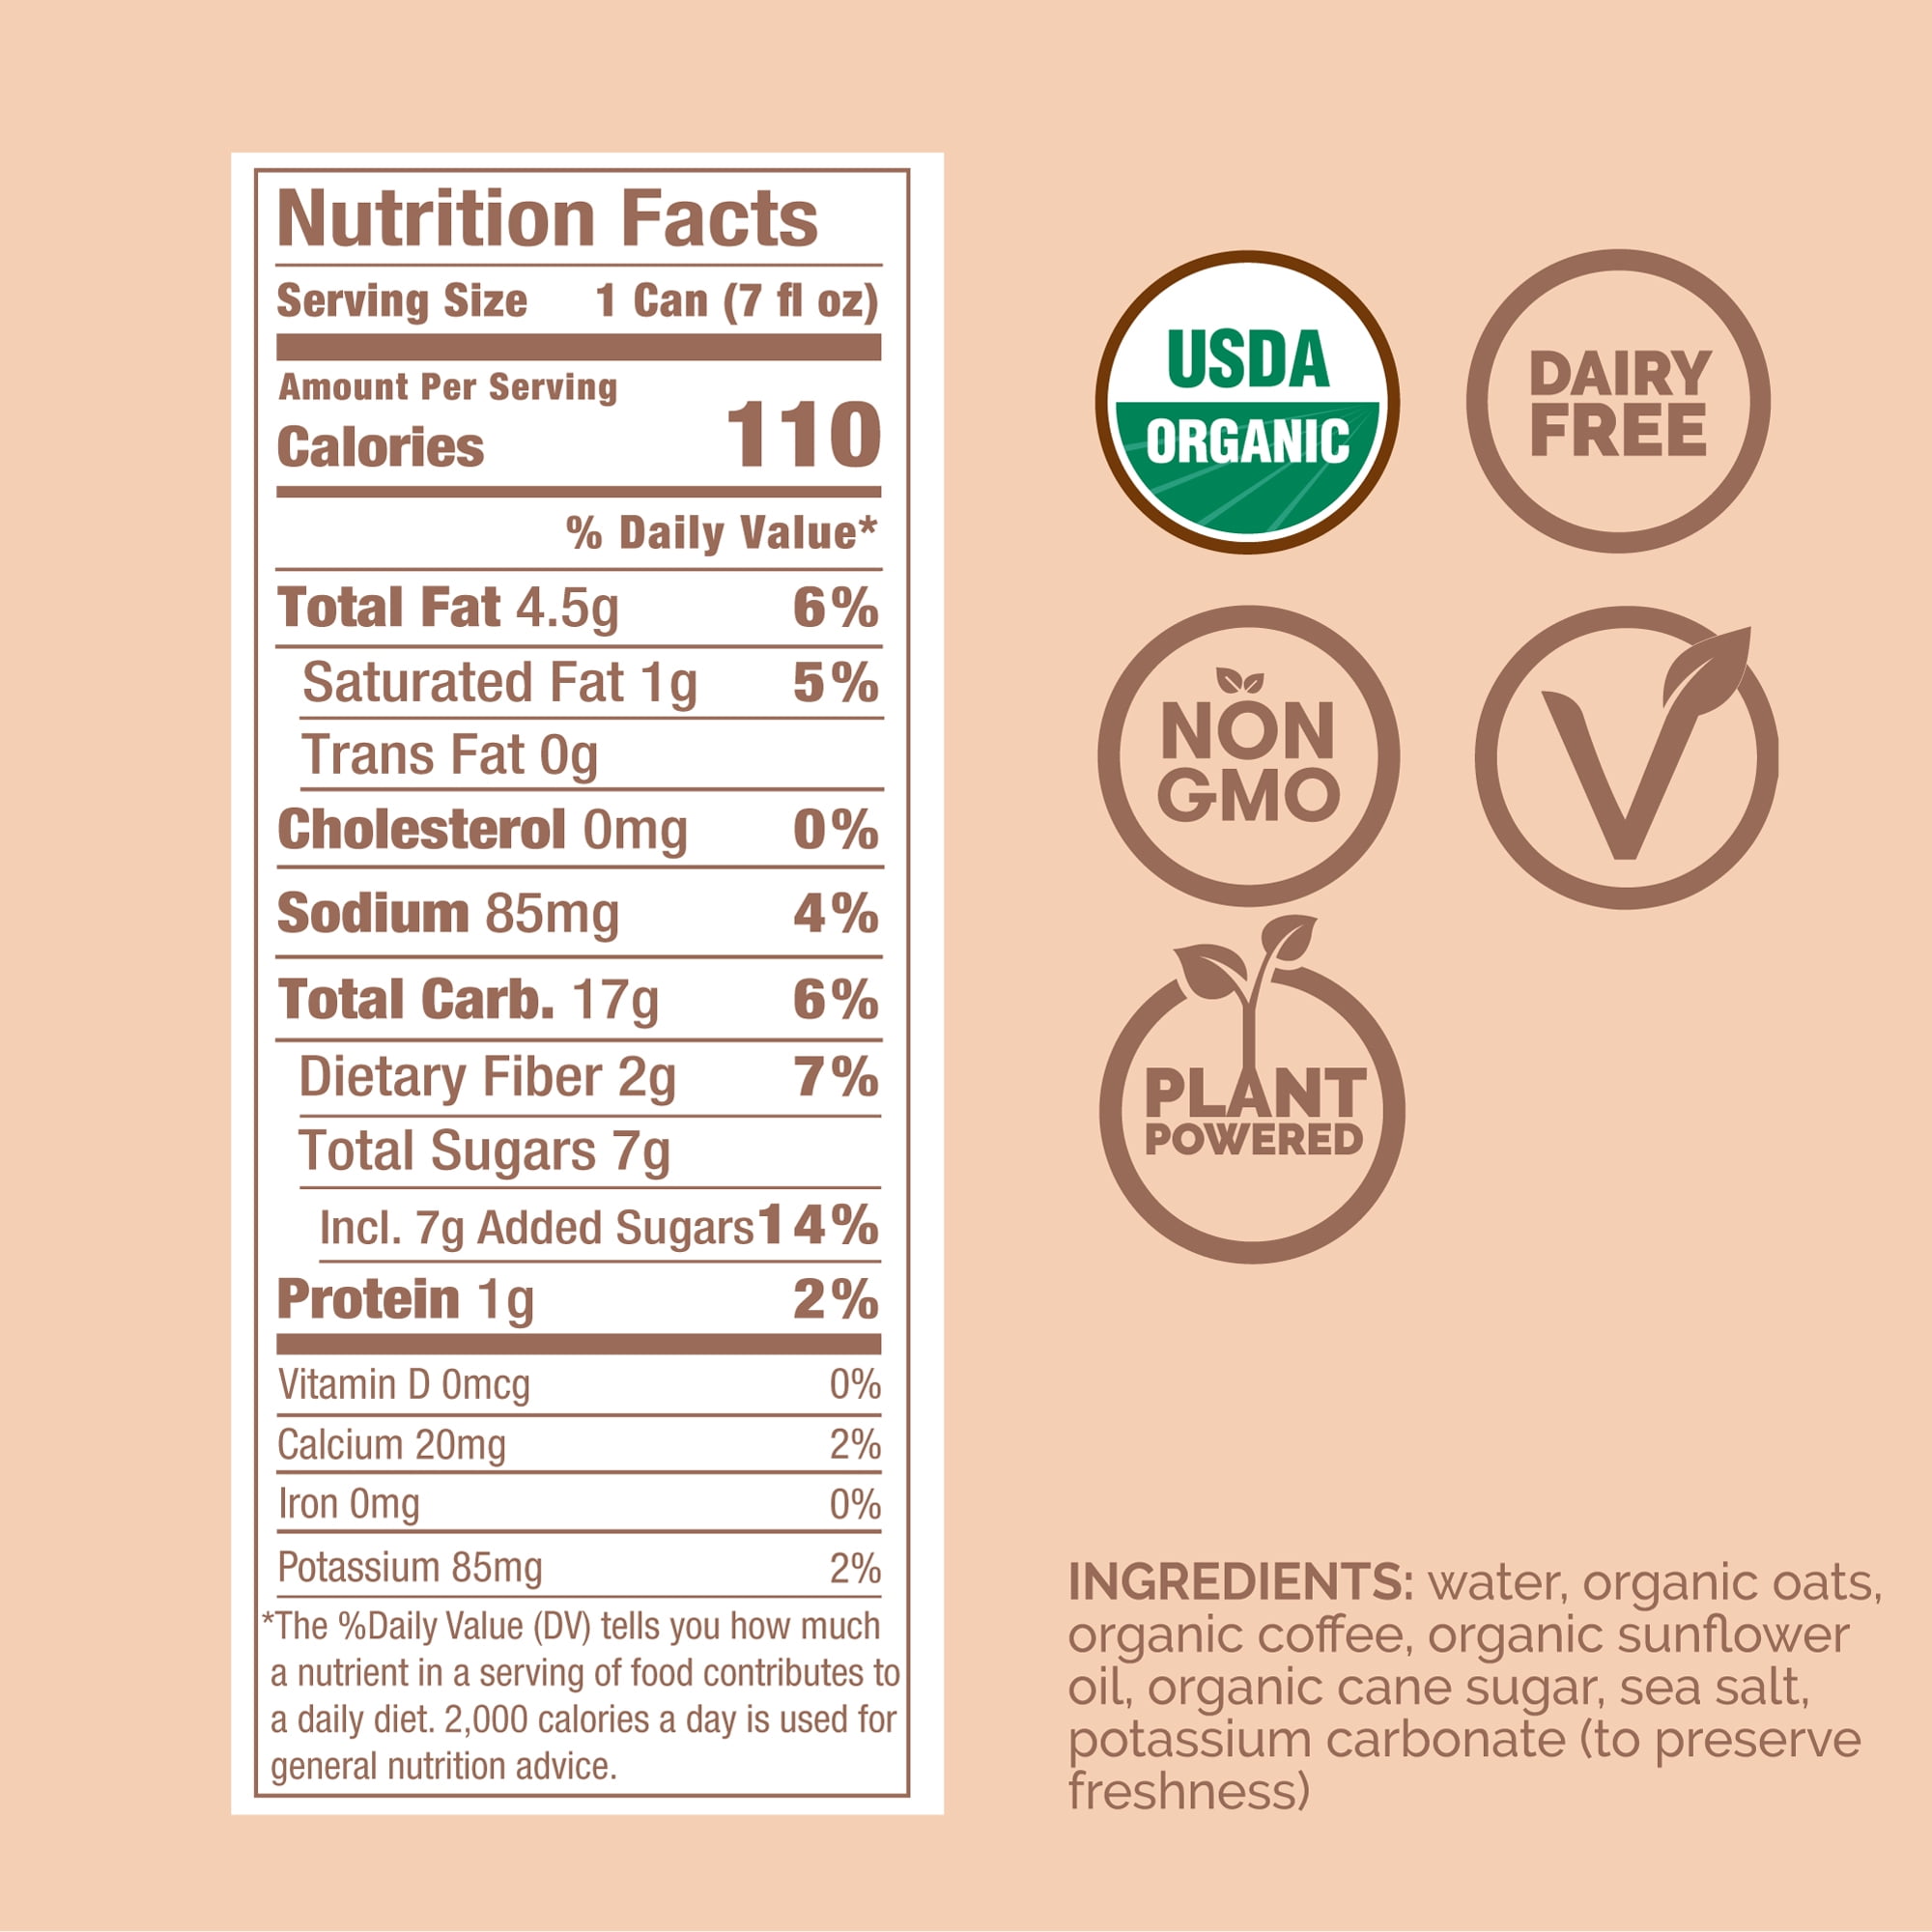 Nutrition Facts
Serving Size 1 Can (7 fl oz)
Amount Per Serving
Calories 110
% Daily Value*
Total Fat 4.5g 6%
Saturated Fat 1g 5%
Trans Fat 0g
Cholesterol 0mg 0%
Sodium 85mg 4%
Total Carb. 17g 6%
Dietary Fiber 2g 7%
Total Sugars 7g
Incl. 7g Added Sugars 14%
Protein 1g 2%
Vitamin D 0mcg 0%
Calcium 20mg 2%
Iron 0mg 0%
Potassium 85mg 2%
*The %Daily Value (DV) tells you how much
a nutrient in a serving of food contributes to
a daily diet. 2,000 calories a day is used for
general nutrition advice.
USDA
ORGANIC
DAIRY
FREE
NON
GMO
V
PLANT
POWERED
INGREDIENTS: water, organic oats,
organic coffee, organic sunflower
oil, organic cane sugar, sea salt,
potassium carbonate (to preserve
freshness)